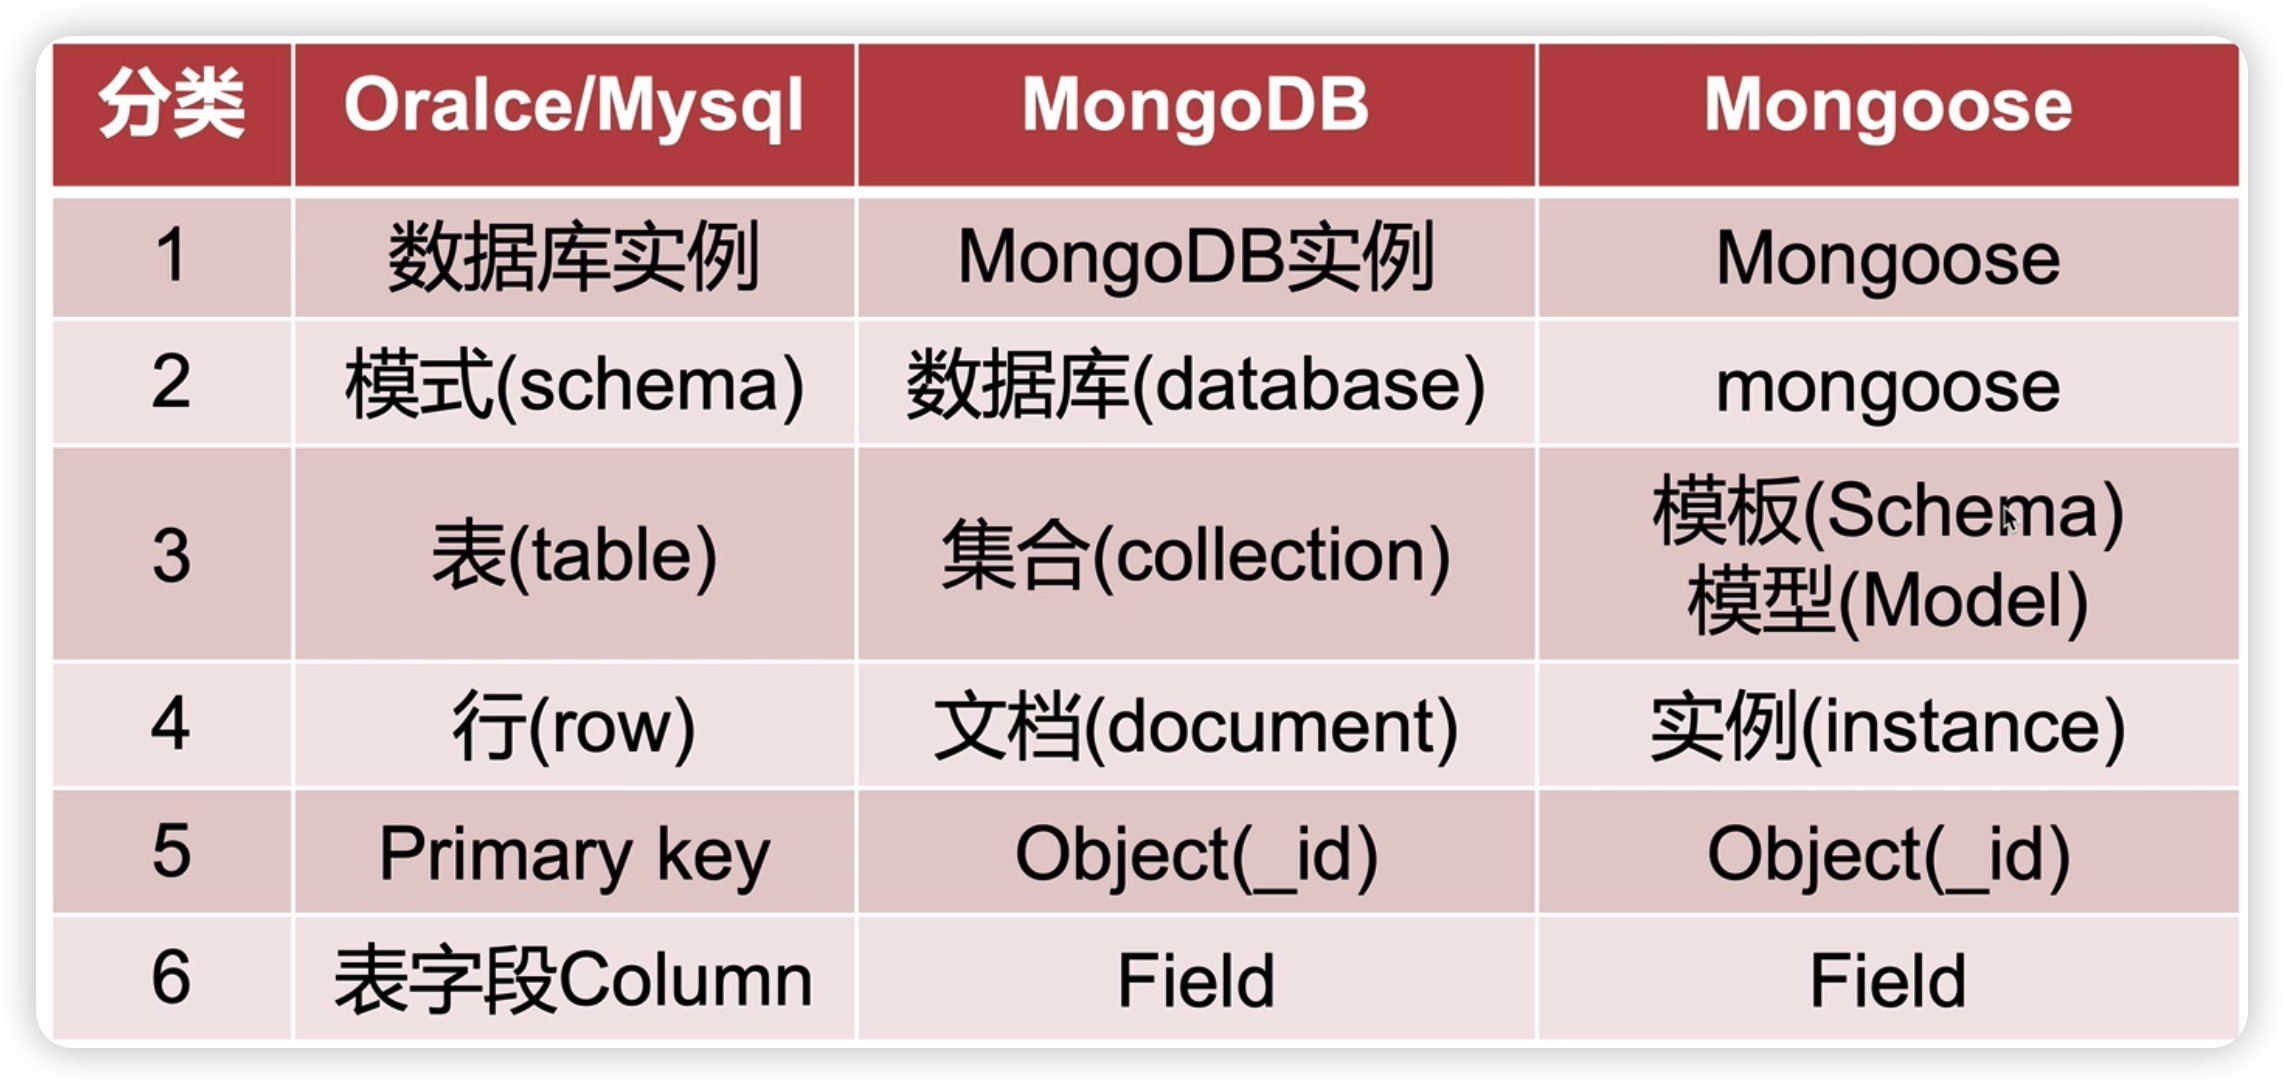 分类 Oralce/Mysql MongoDB Mongoose
1 数据库实例 MongoDB实例 Mongoose
2 模式(schema) 数据库(database) mongoose
3 表(table) 集合(collection) 模板(Schema)
模型(Model)
4 行(row) 文档(document) 实例(instance)
5 Primary key Object(_id) Object(_id)
6 表字段Column Field Field